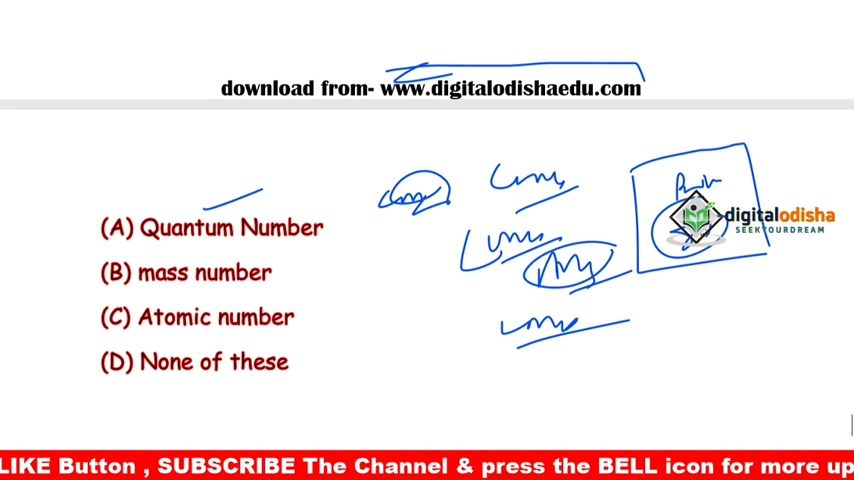 download from- www.digitalodishaedu.com
(A) Quantum Number
(B) mass number
(C) Atomic number
(D) None of these
digitalodisha
SEEKYOURDREAM
LIKE Button , SUBSCRIBE The Channel & press the BELL icon for more up